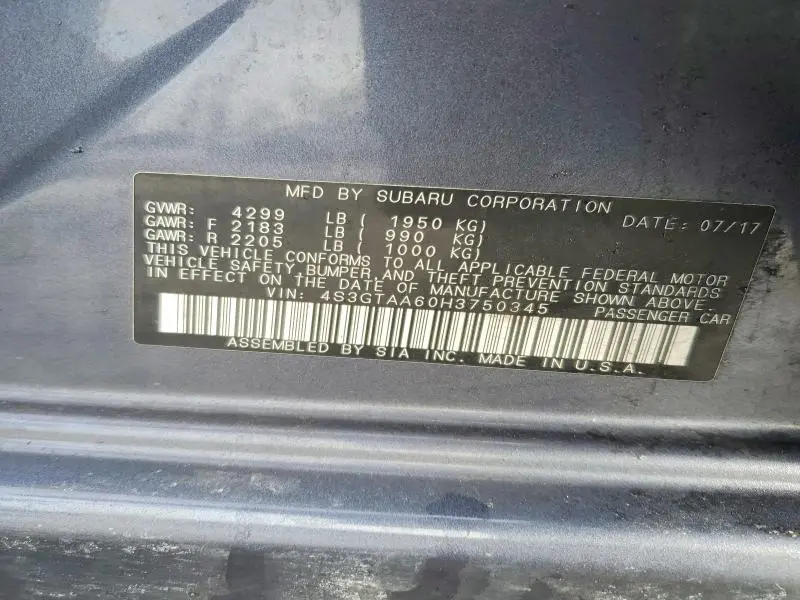 MFD BY SUBARU CORPORATION
DATE: 07/17
GVWR: 4299 LB ( 1950 KG)
GAWR: F 2183 LB ( 990 KG)
GAWR: R 2205 LB ( 1000 KG)
THIS VEHICLE CONFORMS TO ALL APPLICABLE FEDERAL MOTOR
VEHICLE SAFETY, BUMPER AND THEFT PREVENTION STANDARDS
IN EFFECT ON THE DATE OF MANUFACTURE SHOWN ABOVE
VIN: 4S3GTAA60H3750345 PASSENGER CAR
ASSEMBLED BY SIA INC. MADE IN U.S.A.